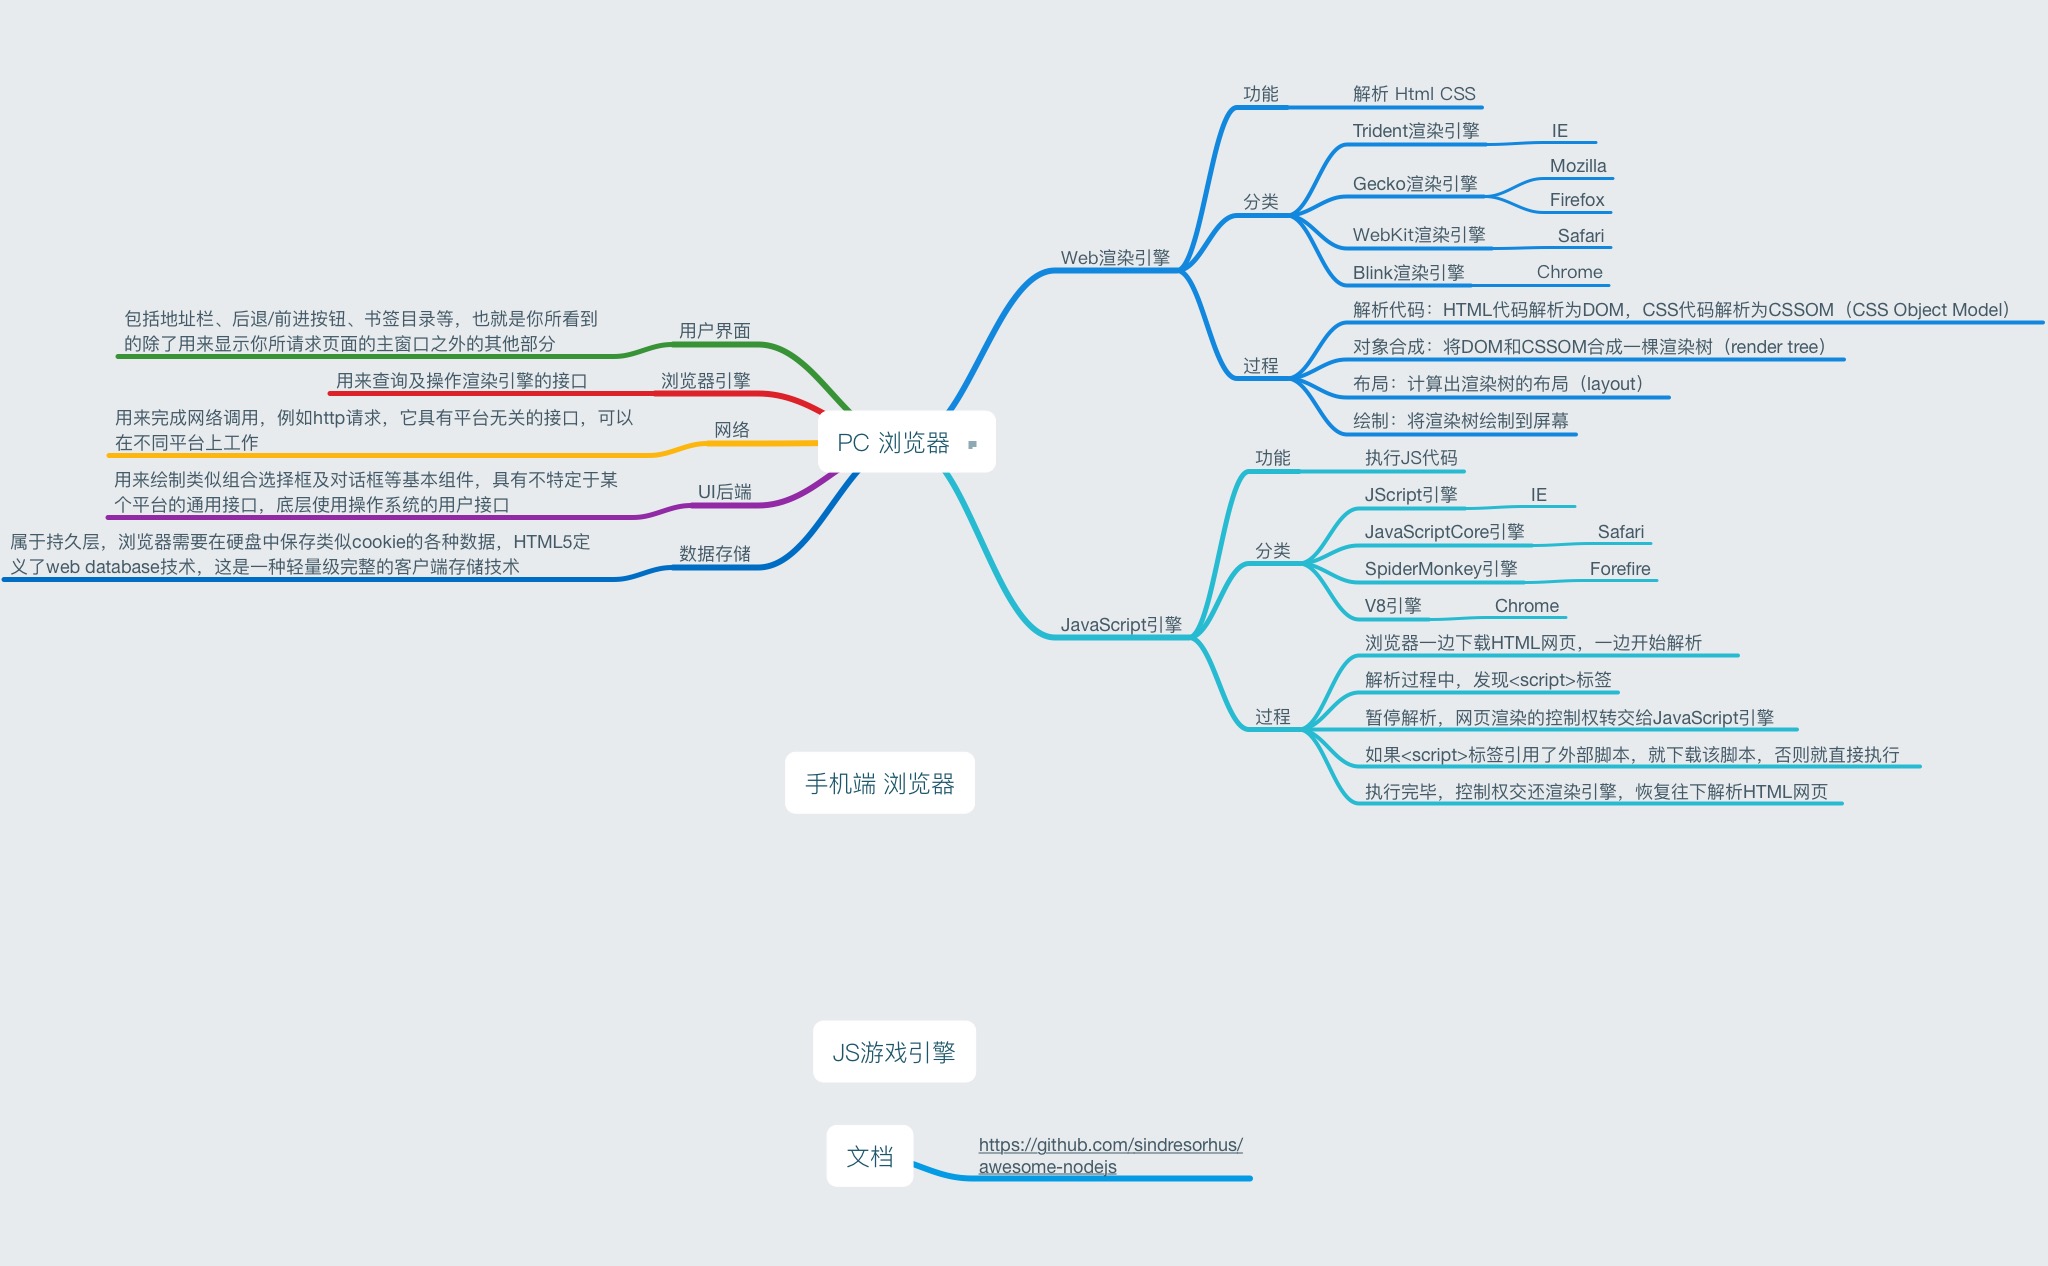 功能
解析 Html CSS
Trident渲染引擎
IE
Mozilla
Gecko渲染引擎
Firefox
分类
WebKit渲染引擎
Safari
Web渲染引擎
Blink渲染引擎
Chrome
解析代码：HTML代码解析为DOM，CSS代码解析为CSSOM（CSS Object Model）
对象合成：将DOM和CSSOM合成一棵渲染树（render tree）
过程
布局：计算出渲染树的布局（layout）
绘制：将渲染树绘制到屏幕
包括地址栏、后退/前进按钮、书签目录等，也就是你所看到
的除了用来显示你所请求页面的主窗口之外的其他部分
用户界面
用来查询及操作渲染引擎的接口
浏览器引擎
用来完成网络调用，例如http请求，它具有平台无关的接口，可以
在不同平台上工作
网络
PC 浏览器
用来绘制类似组合选择框及对话框等基本组件，具有不特定于某
个平台的通用接口，底层使用操作系统的用户接口
UI后端
属于持久层，浏览器需要在硬盘中保存类似cookie的各种数据，HTML5定
义了web database技术，这是一种轻量级完整的客户端存储技术
数据存储
功能
执行JS代码
JScript引擎
IE
JavaScriptCore引擎
Safari
分类
SpiderMonkey引擎
Forefire
V8引擎
Chrome
JavaScript引擎
浏览器一边下载HTML网页，一边开始解析
解析过程中，发现<script>标签
过程
暂停解析，网页渲染的控制权转交给JavaScript引擎
如果<script>标签引用了外部脚本，就下载该脚本，否则就直接执行
执行完毕，控制权交还渲染引擎，恢复往下解析HTML网页
手机端 浏览器
JS游戏引擎
文档
https://github.com/sindresorhus/
awesome-nodejs